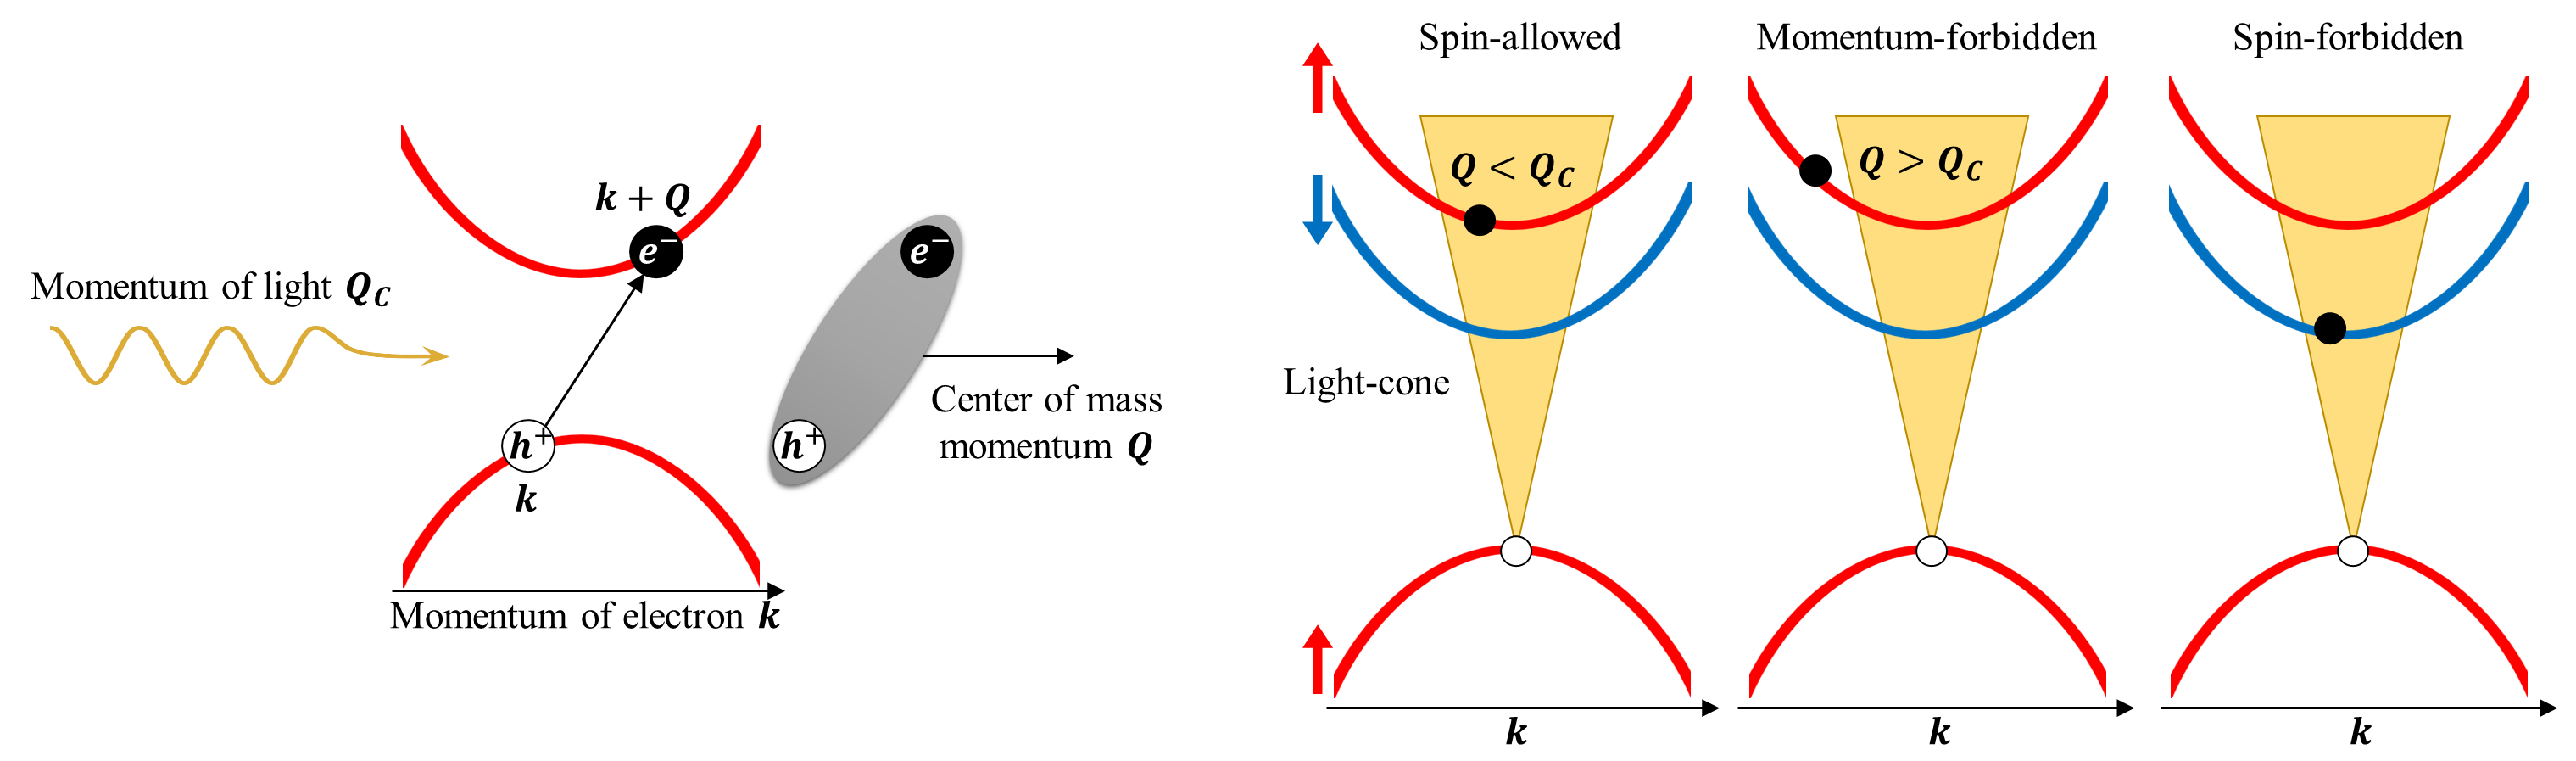 Momentum of light Q_C
k + Q
e⁻
h⁺
k
Momentum of electron k
e⁻
h⁺
Center of mass
momentum Q
Spin-allowed
Momentum-forbidden
Spin-forbidden
Q < Q_C
Q > Q_C
Light-cone
k
k
k